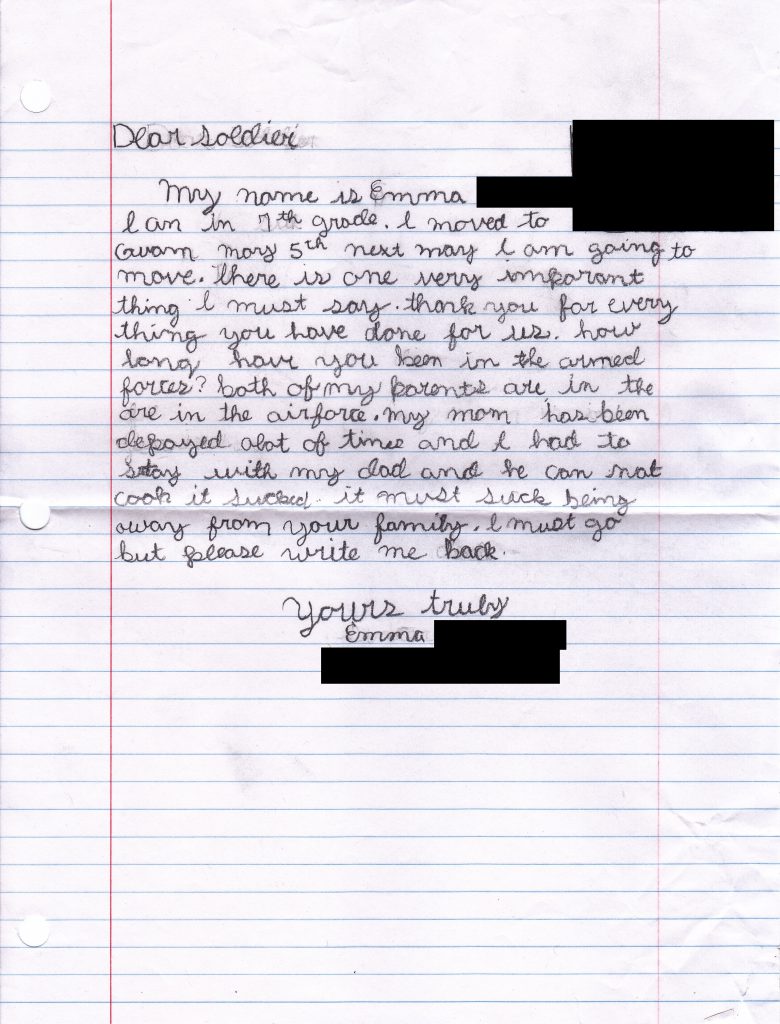 Dear soldier
My name is Emma
I am in 7th grade. I moved to
Guam may 5th next may I am going to
move. there is one very imporant
thing I must say. thank you for every
thing you have done for us. how
long have you been in the armed
forces? both of my parents are in the
are in the airforce. my mom has been
depoyed alot of times and I had to
stay with my dad and he can not
cook it sucked. it must suck being
away from your family. I must go
but please write me back.
Yours truly
Emma